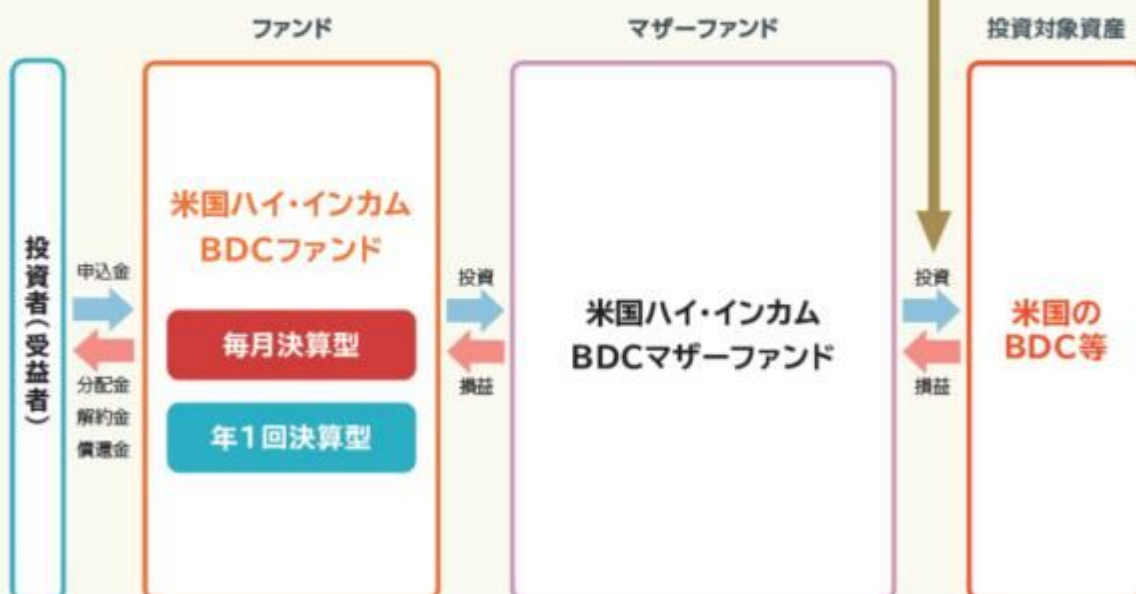 ファンド
マザーファンド
投資対象資産
投資者(受益者)
申込金
分配金
解約金
償還金
米国ハイ・インカム
BDCファンド
毎月決算型
年1回決算型
投資
損益
米国ハイ・インカム
BDCマザーファンド
投資
損益
米国の
BDC等